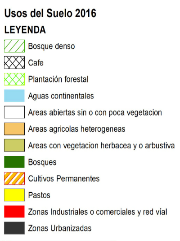 Usos del Suelo 2016
LEYENDA
Bosque denso
Cafe
Plantación forestal
Aguas continentales
Areas abiertas sin o con poca vegetacion
Areas agricolas heterogeneas
Areas con vegetacion herbacea y o arbustiva
Bosques
Cultivos Permanentes
Pastos
Zonas Industriales o comerciales y red vial
Zonas Urbanizadas